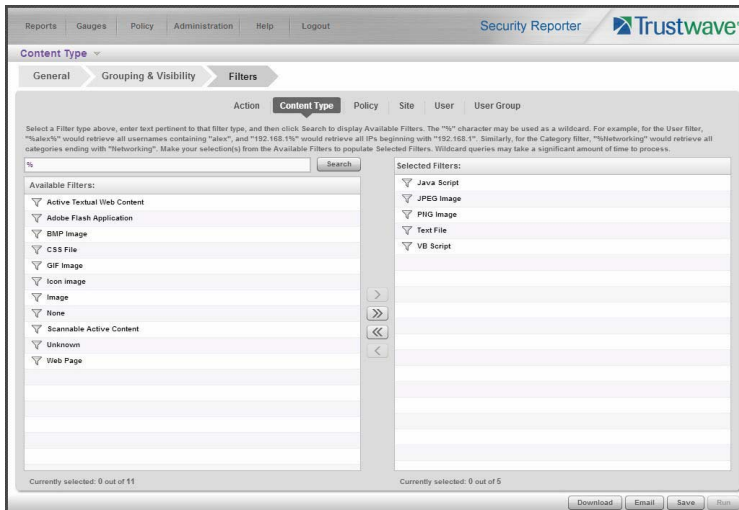 Reports Gauges Policy Administration Help Logout Security Reporter Trustwave
Content Type
General Grouping & Visibility Filters
Action Content Type Policy Site User User Group
Select a Filter type above, enter text pertinent to that filter type, and then click Search to display Available Filters. The "%" character may be used as a wildcard. For example, for the User filter,
"%alex%" would retrieve all usernames containing "alex", and "192.168.1%" would retrieve all IPs beginning with "192.168.1". Similarly, for the Category filter, "%Networking" would retrieve all
categories ending with "Networking". Make your selection(s) from the Available Filters to populate Selected Filters. Wildcard queries may take a significant amount of time to process.
% Search
Available Filters:
Active Textual Web Content
Adobe Flash Application
BMP Image
CSS File
GIF Image
Icon image
Image
None
Scannable Active Content
Unknown
Web Page
Currently selected: 0 out of 11
Selected Filters:
Java Script
JPEG Image
PNG Image
Text File
VB Script
Currently selected: 0 out of 5
Download Email Save Run